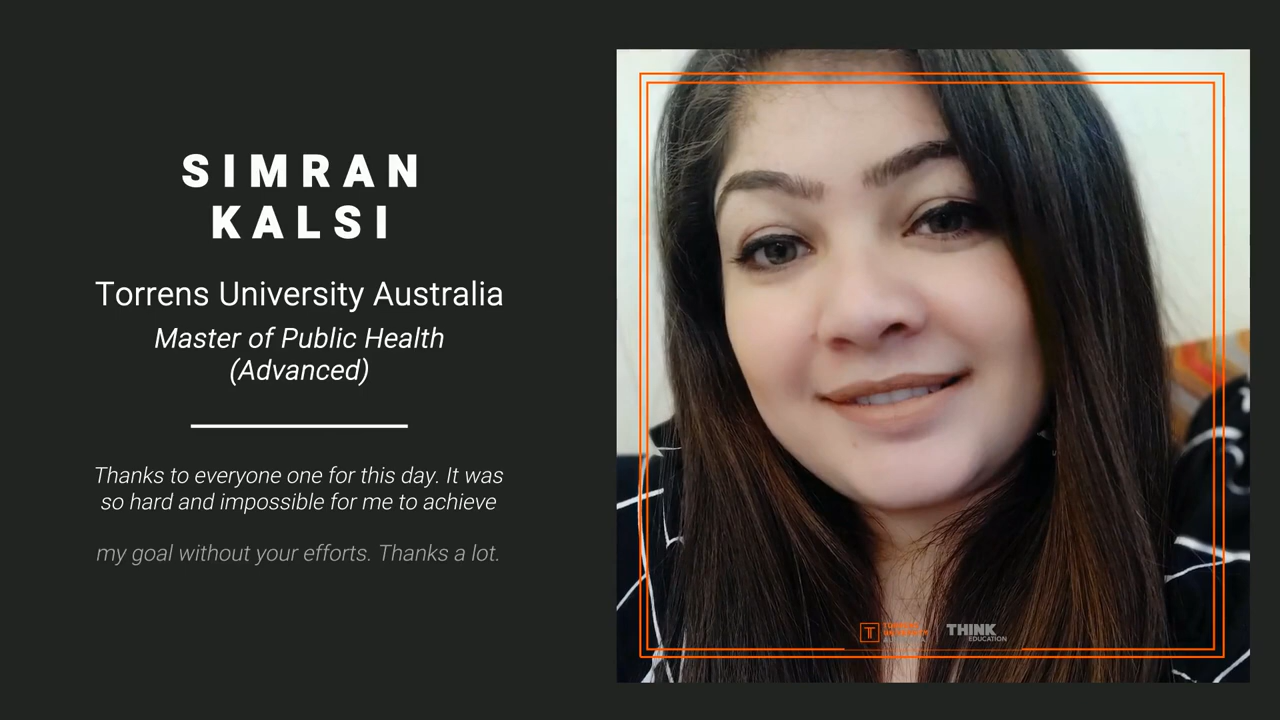 SIMRAN
KALSI
Torrens University Australia
Master of Public Health
(Advanced)
Thanks to everyone one for this day. It was
so hard and impossible for me to achieve
my goal without your efforts. Thanks a lot.
THINK
EDUCATION